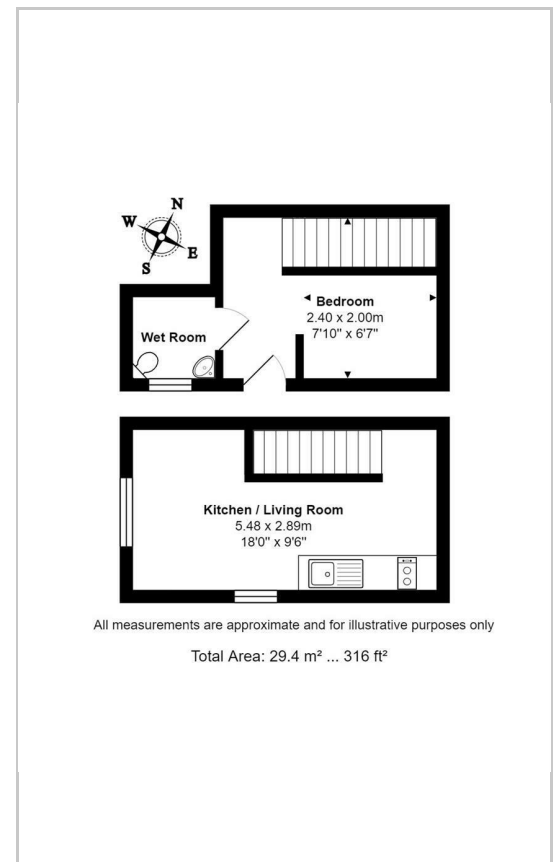 N
W
E
S
Bedroom
2.40 x 2.00m
7'10" x 6'7"
Wet Room
Kitchen / Living Room
5.48 x 2.89m
18'0" x 9'6"
All measurements are approximate and for illustrative purposes only
Total Area: 29.4 m² ... 316 ft²